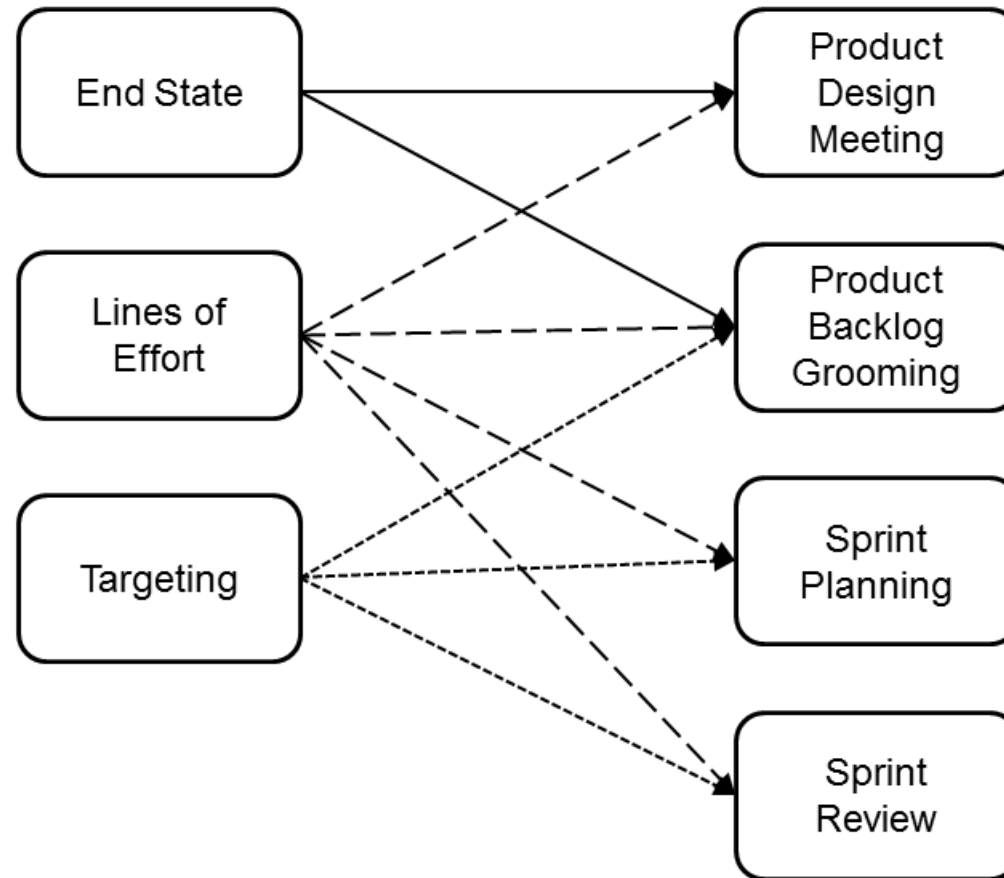 End State
Lines of
Effort
Targeting
Product
Design
Meeting
Product
Backlog
Grooming
Sprint
Planning
Sprint
Review